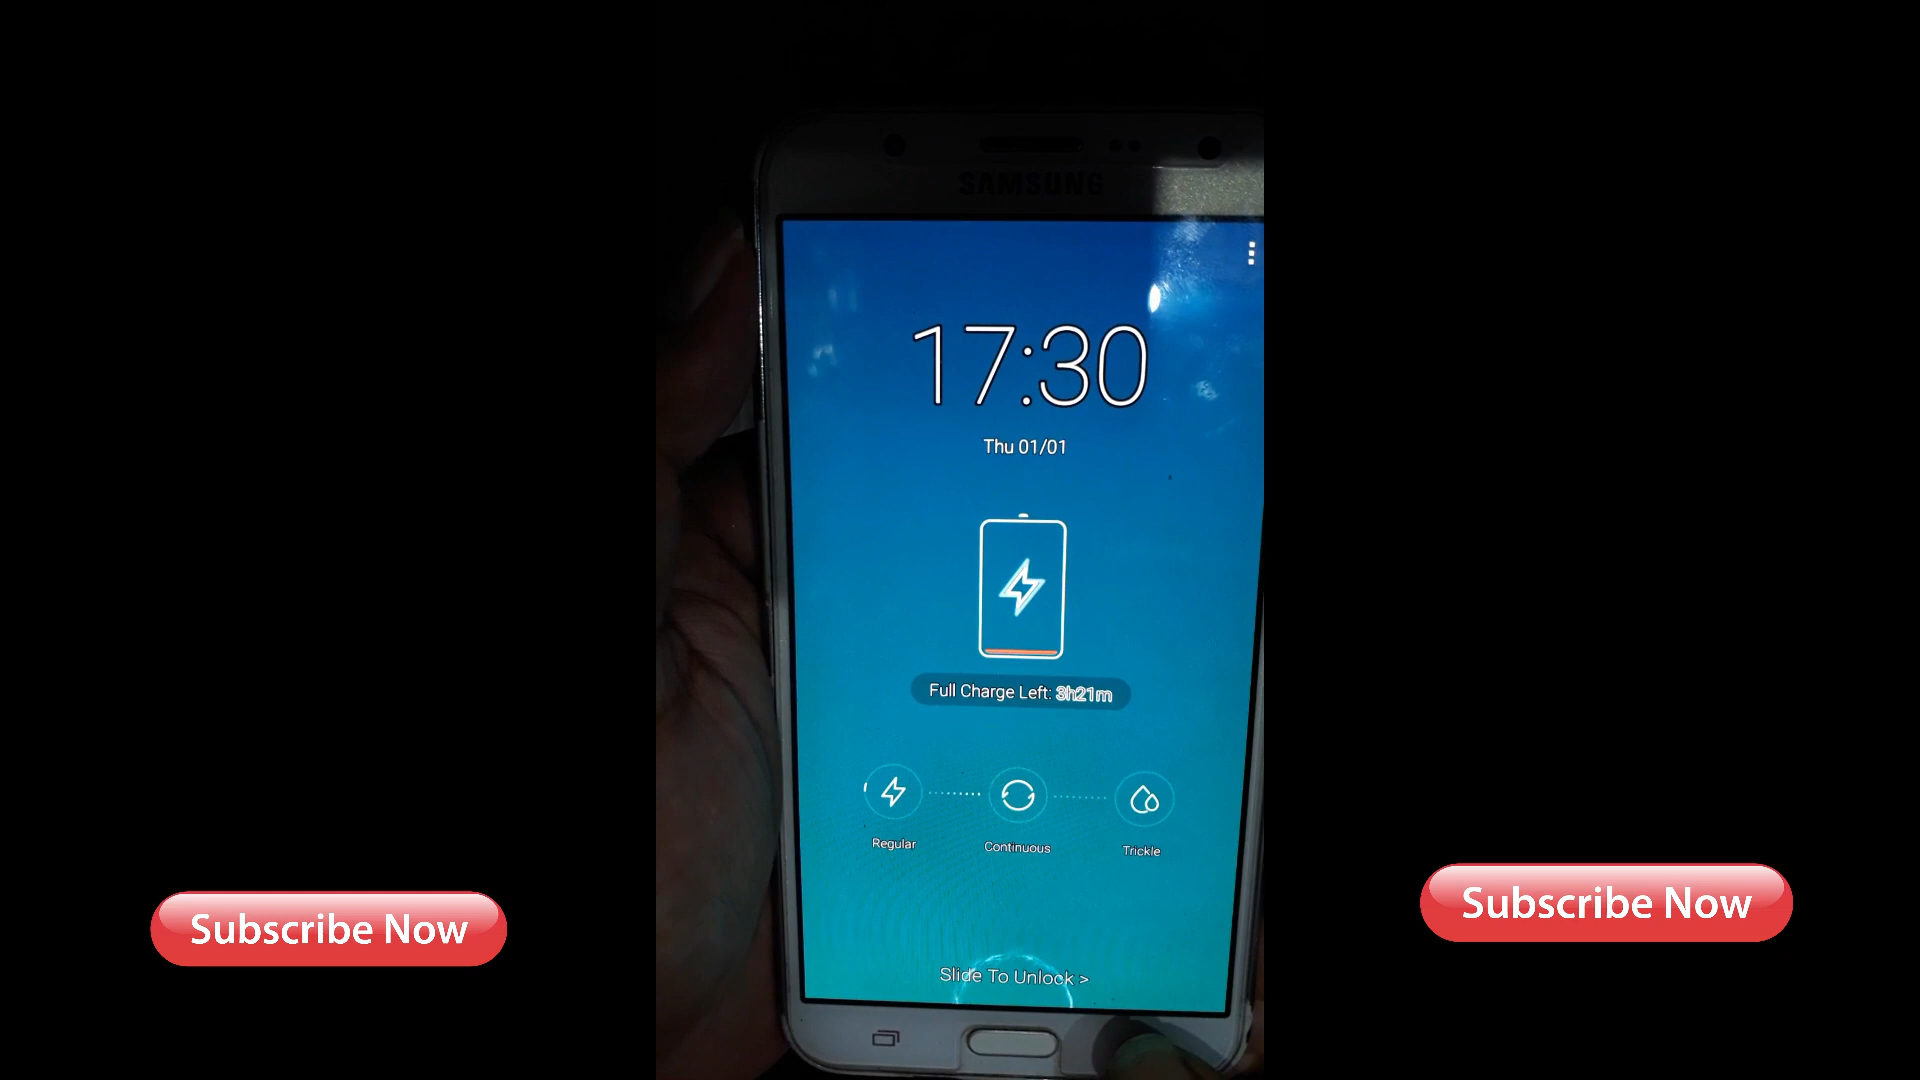 SAMSUNG
17:30
Thu 01/01
Full Charge Left: 3h21m
Regular
Continuous
Trickle
Slide To Unlock >
Subscribe Now
Subscribe Now